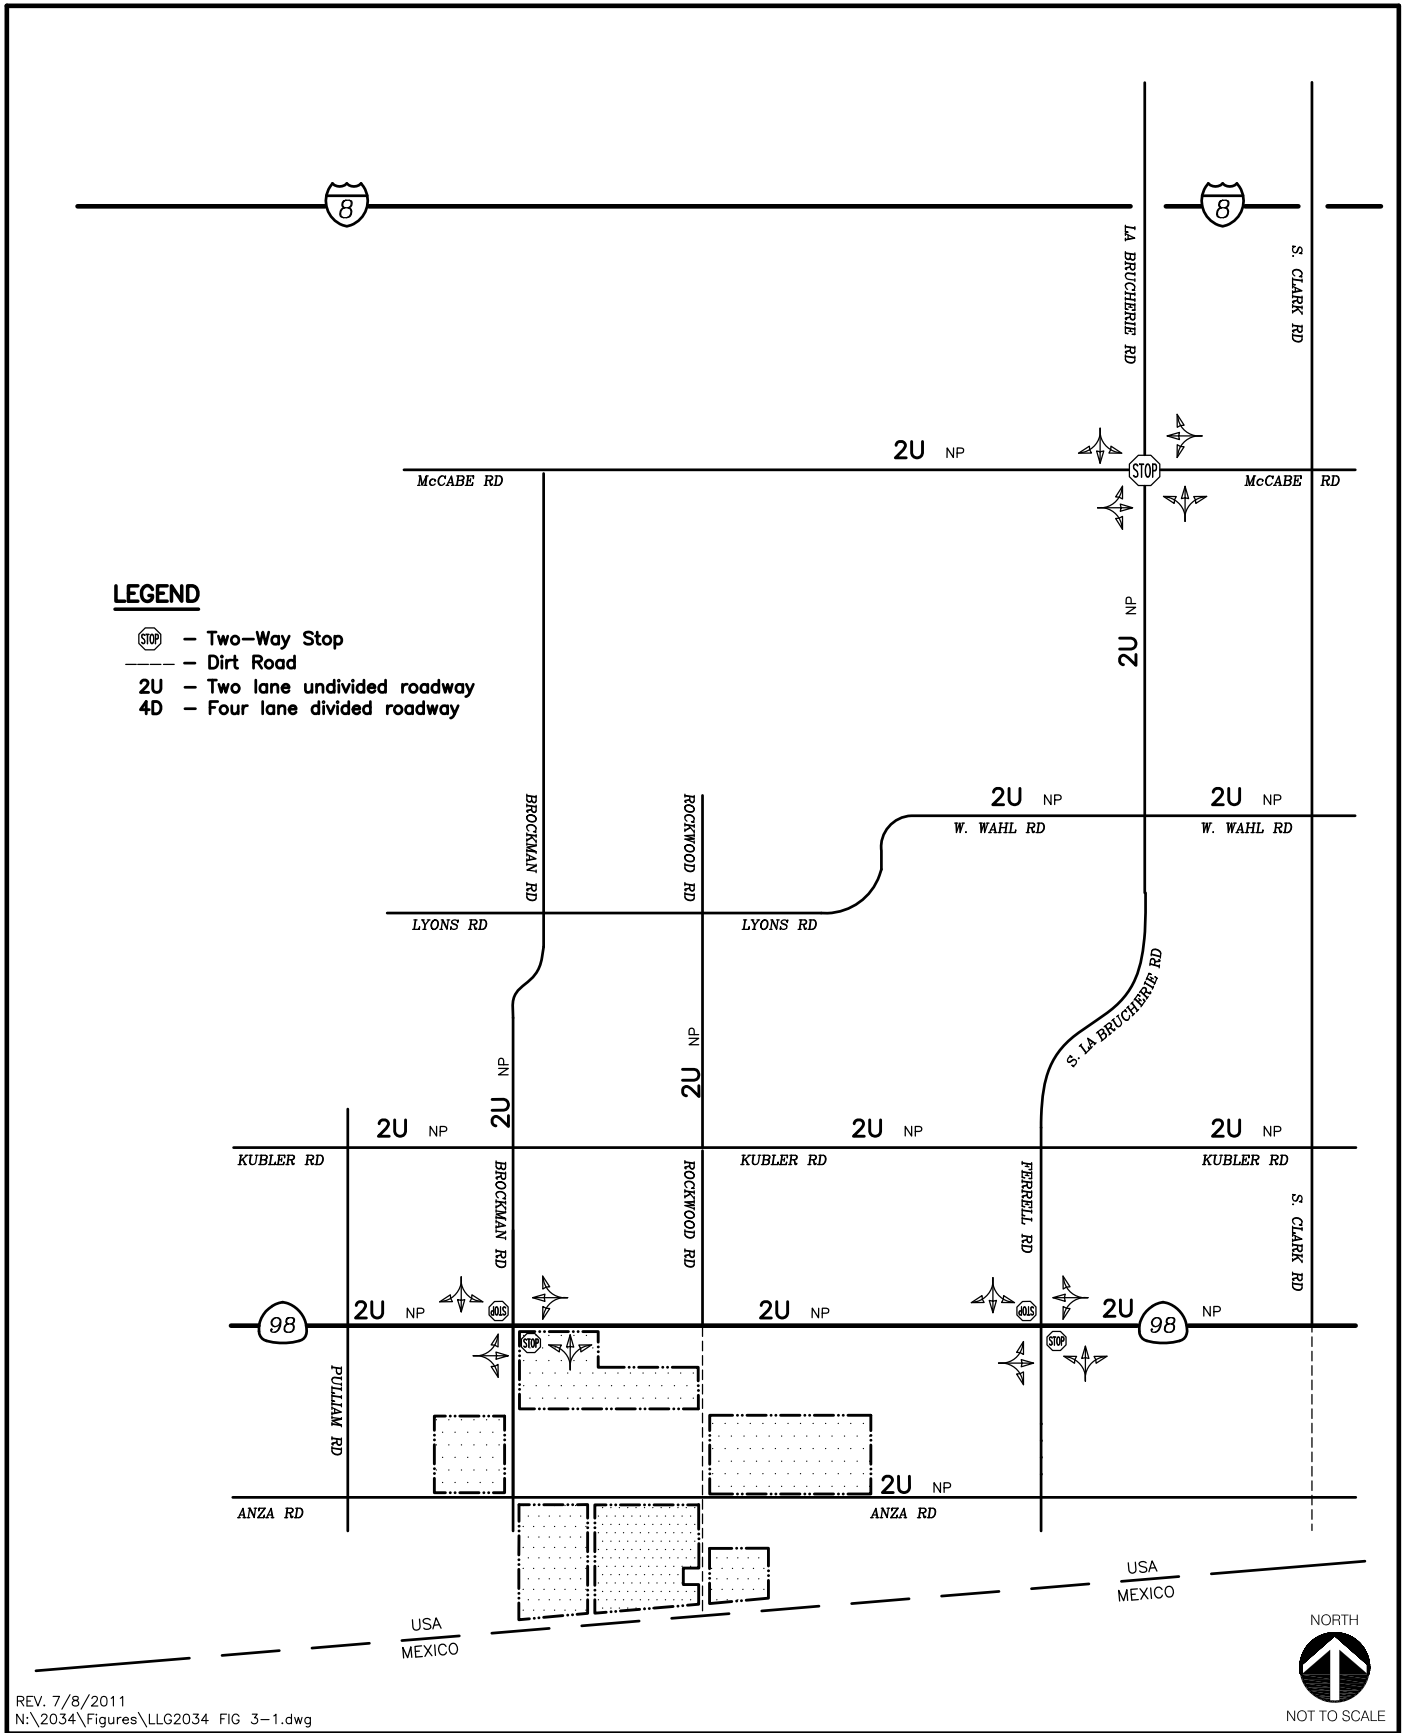 8
8
LA BRUCHERIE RD
S. CLARK RD
2U NP
McCABE RD
STOP
McCABE RD
LEGEND
STOP – Two–Way Stop
– Dirt Road
2U – Two lane undivided roadway
4D – Four lane divided roadway
2U NP
BROCKMAN RD
ROCKWOOD RD
2U NP
W. WAHL RD
2U NP
W. WAHL RD
LYONS RD
LYONS RD
S. LA BRUCHERIE RD
2U NP
2U NP
2U NP
KUBLER RD
2U NP
KUBLER RD
2U NP
KUBLER RD
BROCKMAN RD
ROCKWOOD RD
FERRELL RD
S. CLARK RD
98
2U NP
STOP
2U NP
STOP
2U NP
98
STOP
STOP
PULLIAM RD
ANZA RD
2U NP
ANZA RD
USA
MEXICO
USA
MEXICO
NORTH
NOT TO SCALE
REV. 7/8/2011
N:\2034\Figures\LLG2034 FIG 3-1.dwg